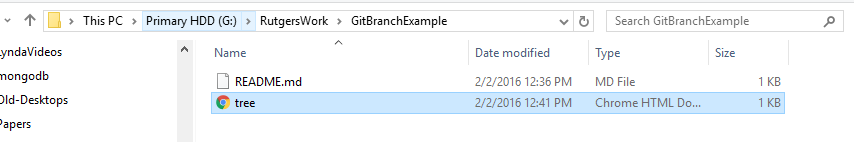 This PC > Primary HDD (G:) > RutgersWork > GitBranchExample
Search GitBranchExample
Name Date modified Type Size
LyndaVideos
mongodb
Old-Desktops
Papers
README.md 2/2/2016 12:36 PM MD File 1 KB
tree 2/2/2016 12:41 PM Chrome HTML Do... 1 KB